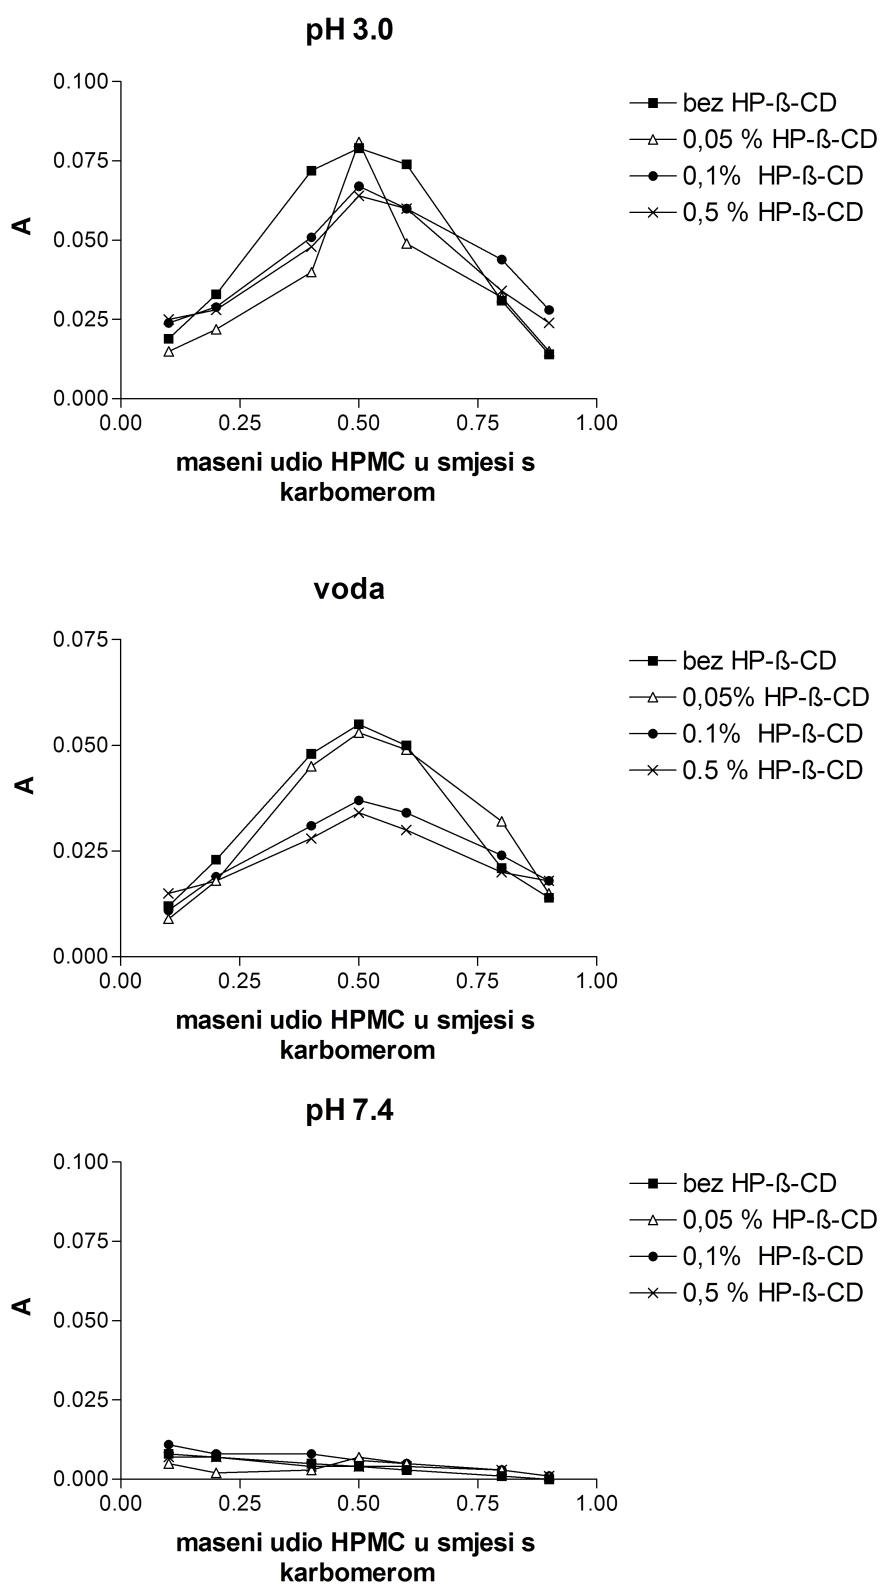 pH 3.0
0.100
0.075
0.050
0.025
0.000
A
0.00 0.25 0.50 0.75 1.00
maseni udio HPMC u smjesi s
karbomerom
bez HP-ß-CD
0,05 % HP-ß-CD
0,1% HP-ß-CD
0,5 % HP-ß-CD
voda
0.075
0.050
0.025
0.000
A
0.00 0.25 0.50 0.75 1.00
maseni udio HPMC u smjesi s
karbomerom
bez HP-ß-CD
0,05% HP-ß-CD
0.1% HP-ß-CD
0.5 % HP-ß-CD
pH 7.4
0.100
0.075
0.050
0.025
0.000
A
0.00 0.25 0.50 0.75 1.00
maseni udio HPMC u smjesi s
karbomerom
bez HP-ß-CD
0,05 % HP-ß-CD
0,1% HP-ß-CD
0,5 % HP-ß-CD